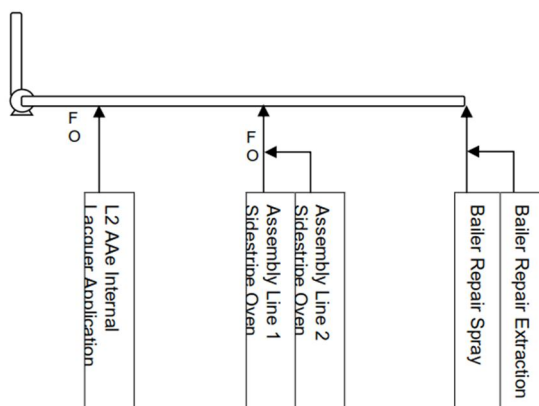 F
O
F
O
L2 AAe Internal
Lacquer Application
Assembly Line 1
Sidestripe Oven
Assembly Line 2
Sidestripe Oven
Bailer Repair
Spray
Bailer Repair Extraction